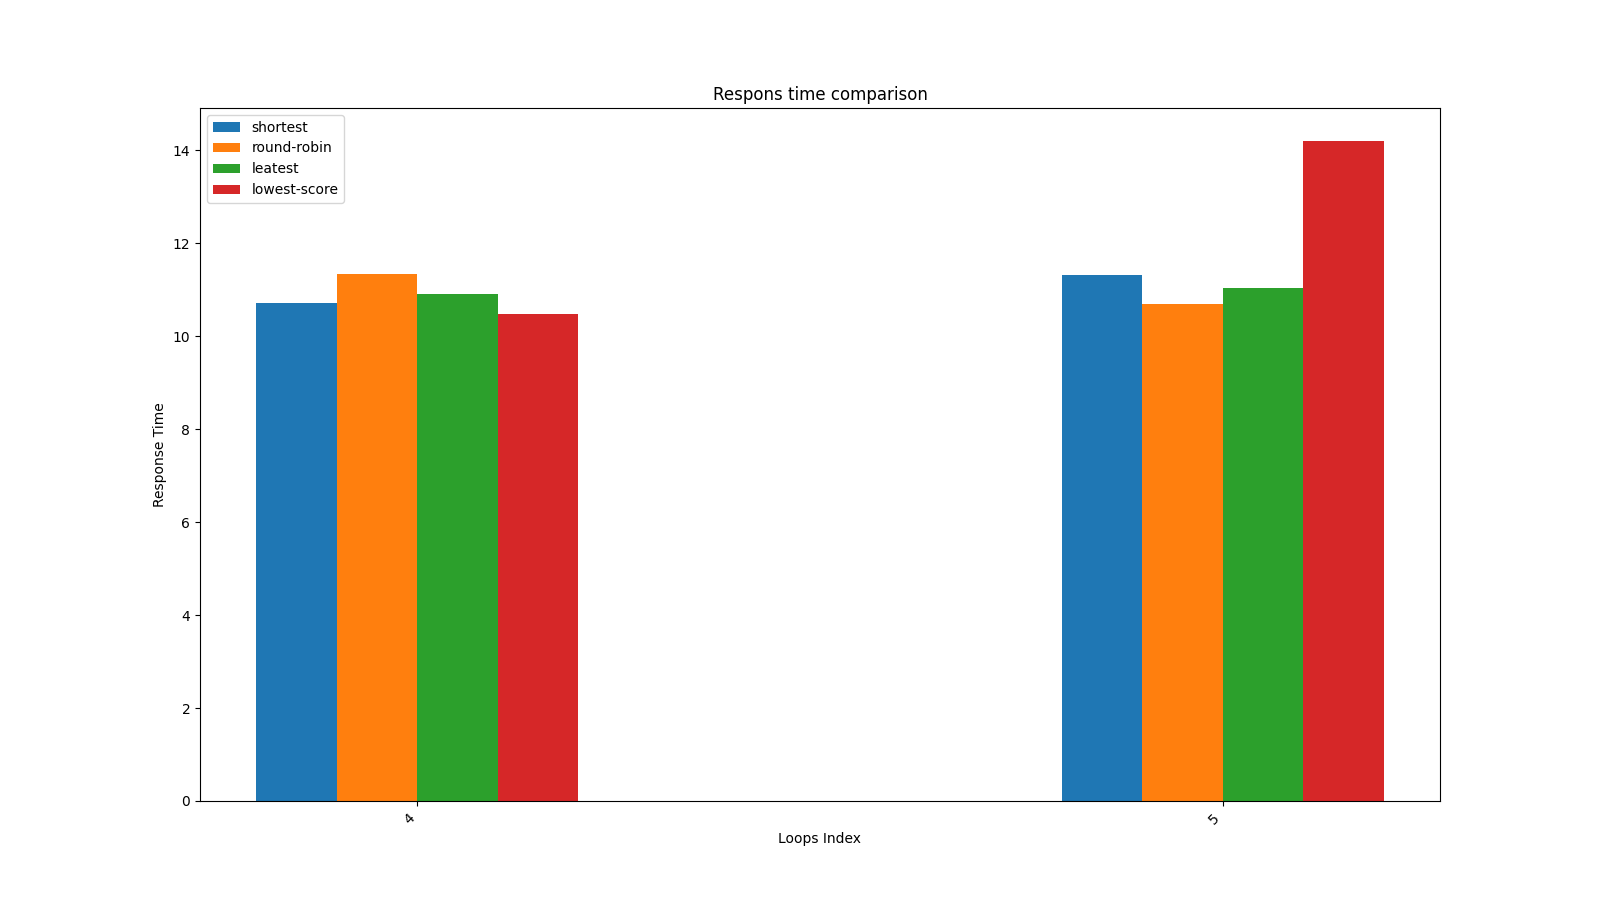 Respons time comparison
shortest
round-robin
leatest
lowest-score
14
12
10
8
6
4
2
0
Response Time
4
5
Loops Index